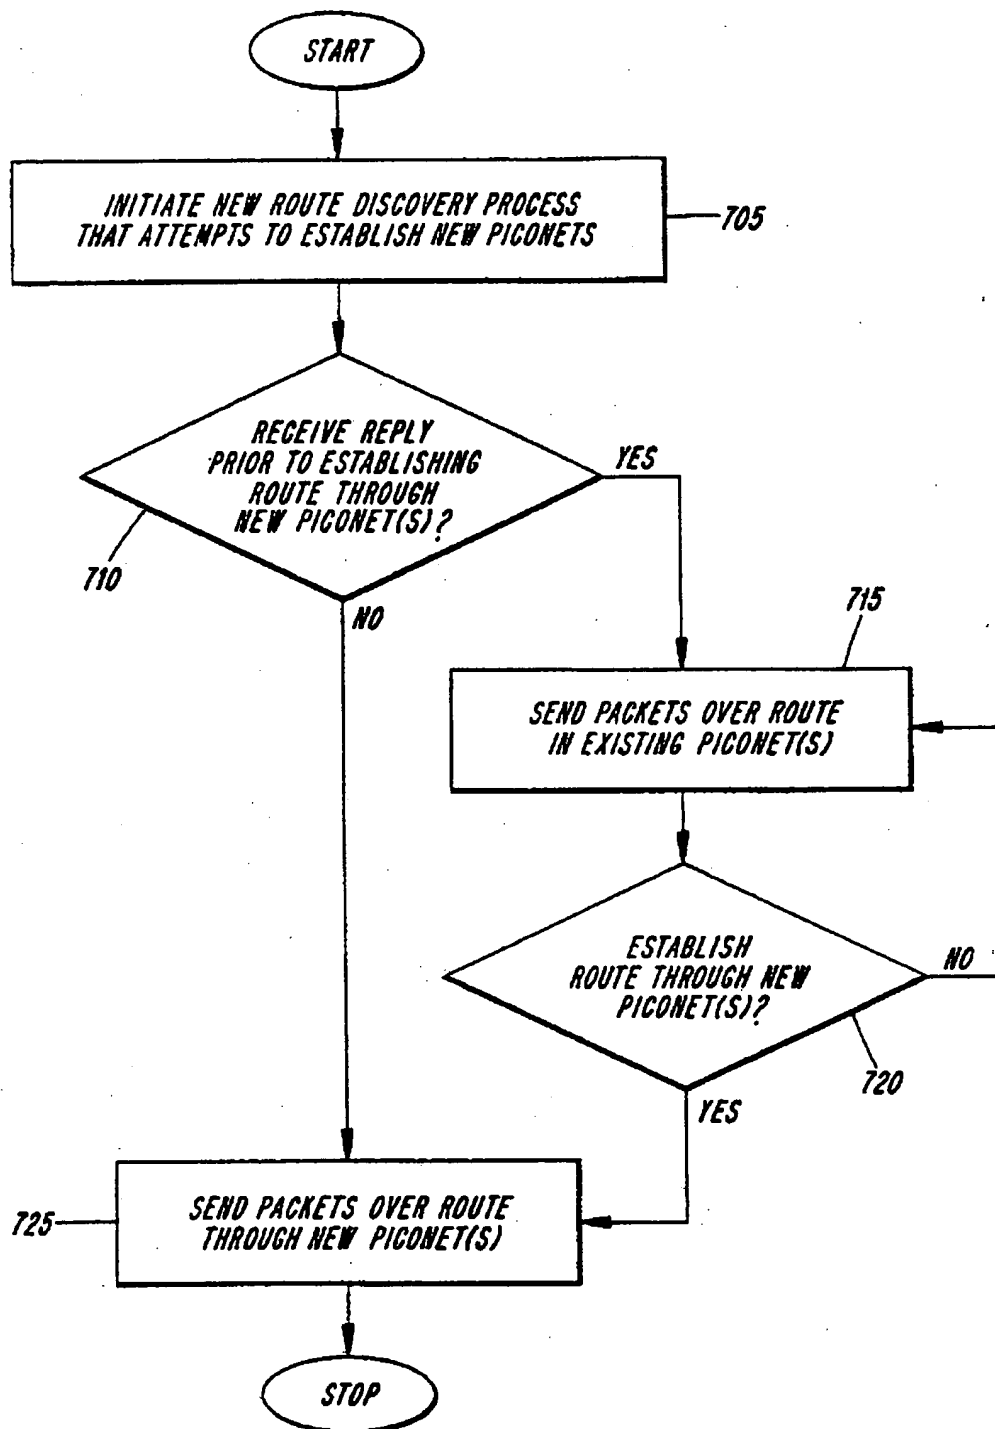 START
INITIATE NEW ROUTE DISCOVERY PROCESS
THAT ATTEMPTS TO ESTABLISH NEW PICONETS
705
RECEIVE REPLY
PRIOR TO ESTABLISHING
ROUTE THROUGH
NEW PICONET(S)?
YES
710
NO
715
SEND PACKETS OVER ROUTE
IN EXISTING PICONET(S)
ESTABLISH
ROUTE THROUGH NEW
PICONET(S)?
NO
720
YES
SEND PACKETS OVER ROUTE
THROUGH NEW PICONET(S)
725
STOP